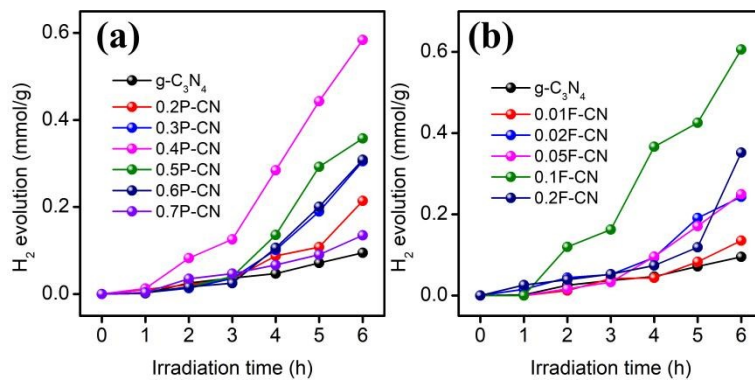 (a)
H₂ evolution (mmol/g)
0.6
0.4
0.2
0.0
g-C₃N₄
0.2P-CN
0.3P-CN
0.4P-CN
0.5P-CN
0.6P-CN
0.7P-CN
0 1 2 3 4 5 6
Irradiation time (h)
(b)
H₂ evolution (mmol/g)
0.6
0.4
0.2
0.0
g-C₃N₄
0.01F-CN
0.02F-CN
0.05F-CN
0.1F-CN
0.2F-CN
0 1 2 3 4 5 6
Irradiation time (h)